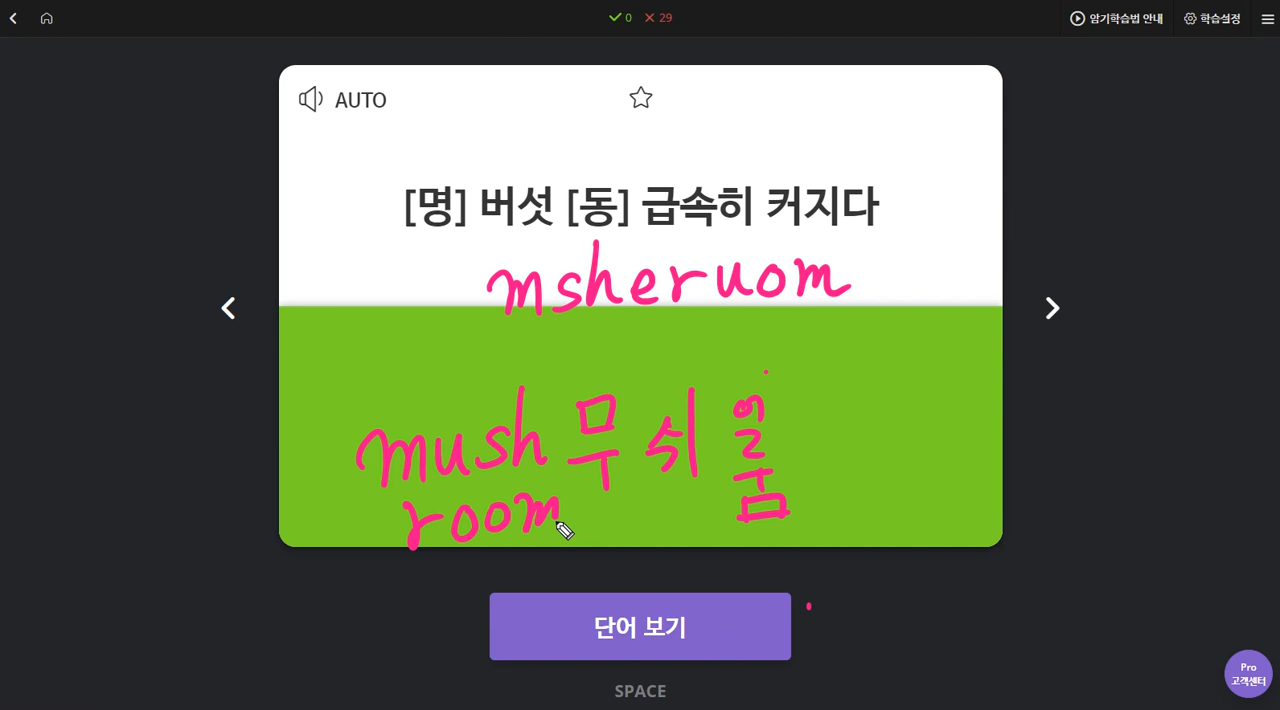 0 29 암기학습법 안내 학습설정
AUTO
[명] 버섯 [동] 급속히 커지다
msheruom
mush 무식 울룸
room
단어 보기
SPACE
Pro
고객센터